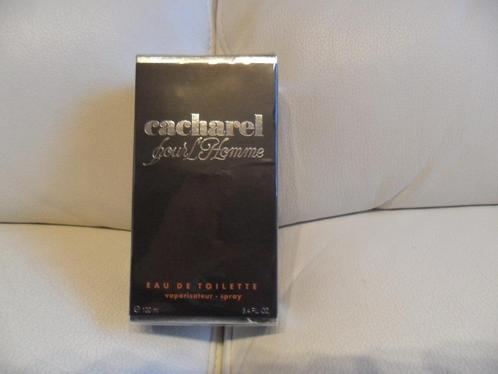 cacharel
pour L'Homme
EAU DE TOILETTE
vaporisateur - spray
℮ 100 ml 3.4 FL.OZ.